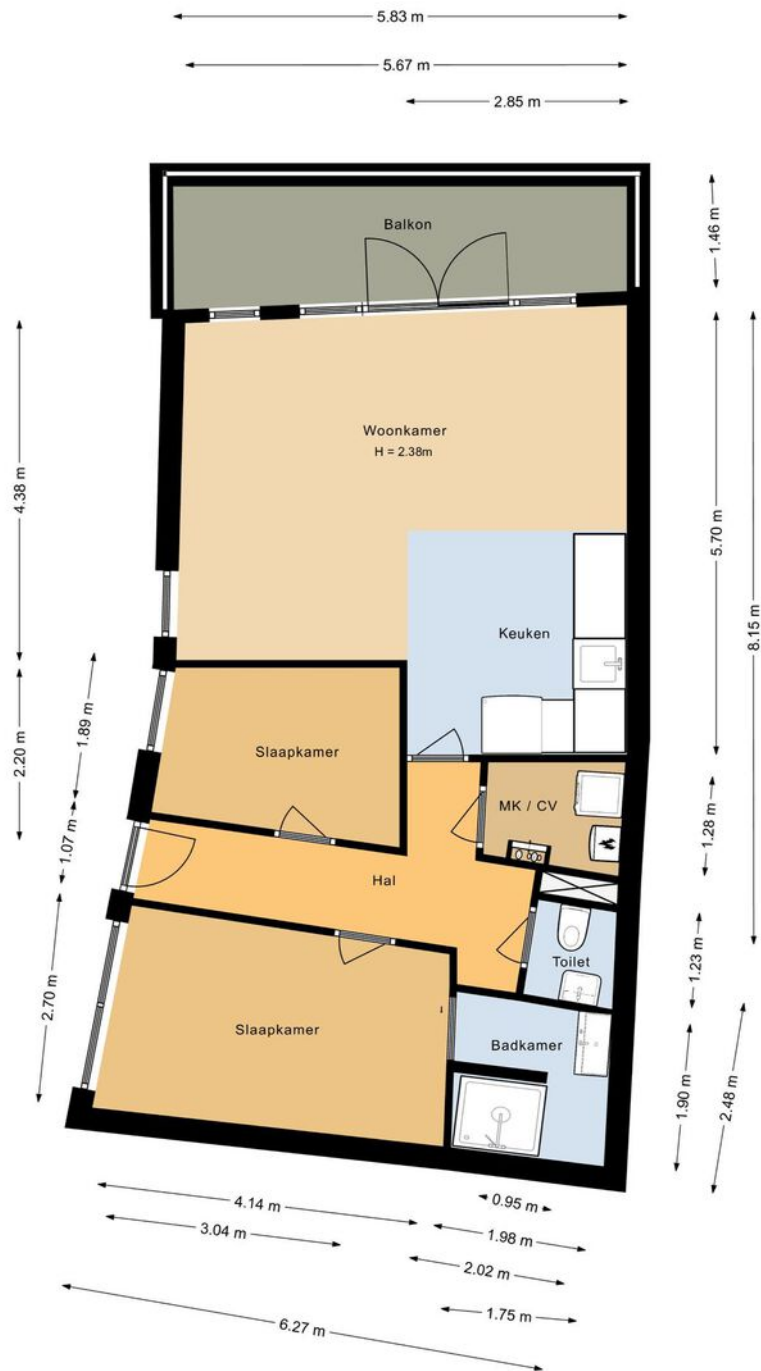 5.83 m
5.67 m
2.85 m
Balkon
1.46 m
Woonkamer
H = 2.38m
4.38 m
5.70 m
8.15 m
Keuken
1.89 m
2.20 m
Slaapkamer
MK / CV
1.28 m
1.07 m
Hal
Toilet
1.23 m
2.70 m
Slaapkamer
Badkamer
1.90 m
2.48 m
4.14 m
0.95 m
3.04 m
1.98 m
2.02 m
1.75 m
6.27 m